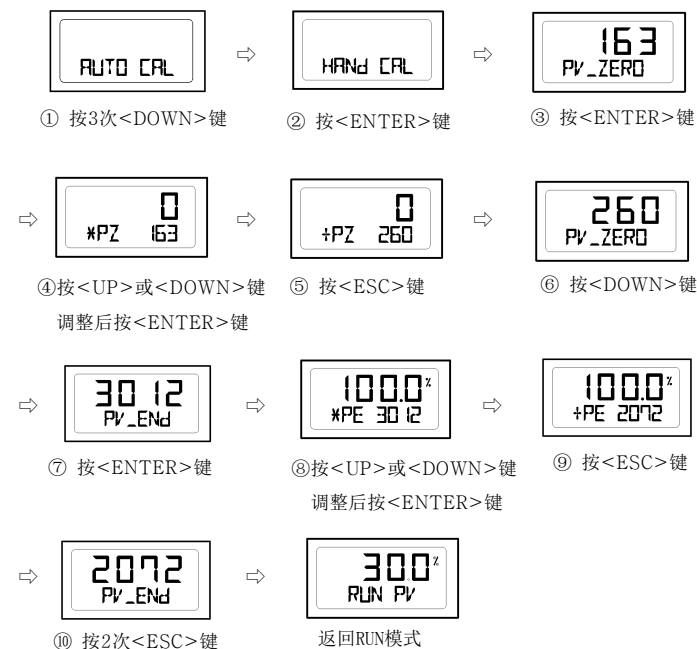 AUTO CAL
① 按3次<DOWN>键
⇨
HANd CAL
② 按<ENTER>键
⇨
163
PV_ZERO
③ 按<ENTER>键
⇨
0
*PZ 163
④按<UP>或<DOWN>键
调整后按<ENTER>键
⇨
0
+PZ 260
⑤ 按<ESC>键
⇨
260
PV_ZERO
⑥ 按<DOWN>键
⇨
3012
PV_ENd
⑦ 按<ENTER>键
⇨
100.0%
*PE 3012
⑧按<UP>或<DOWN>键
调整后按<ENTER>键
⇨
100.0%
+PE 2072
⑨ 按<ESC>键
⇨
2072
PV_ENd
⑩ 按2次<ESC>键
⇨
30.0%
RUN PV
返回RUN模式